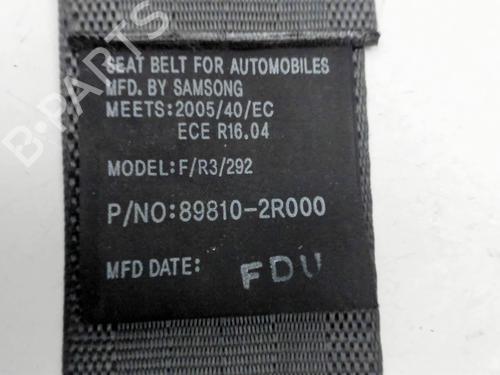 SEAT BELT FOR AUTOMOBILES
MFD. BY SAMSONG
MEETS:2005/40/EC
ECE R16.04
MODEL:F/R3/292
P/NO:89810-2R000
MFD DATE: FDU
B-PARTS